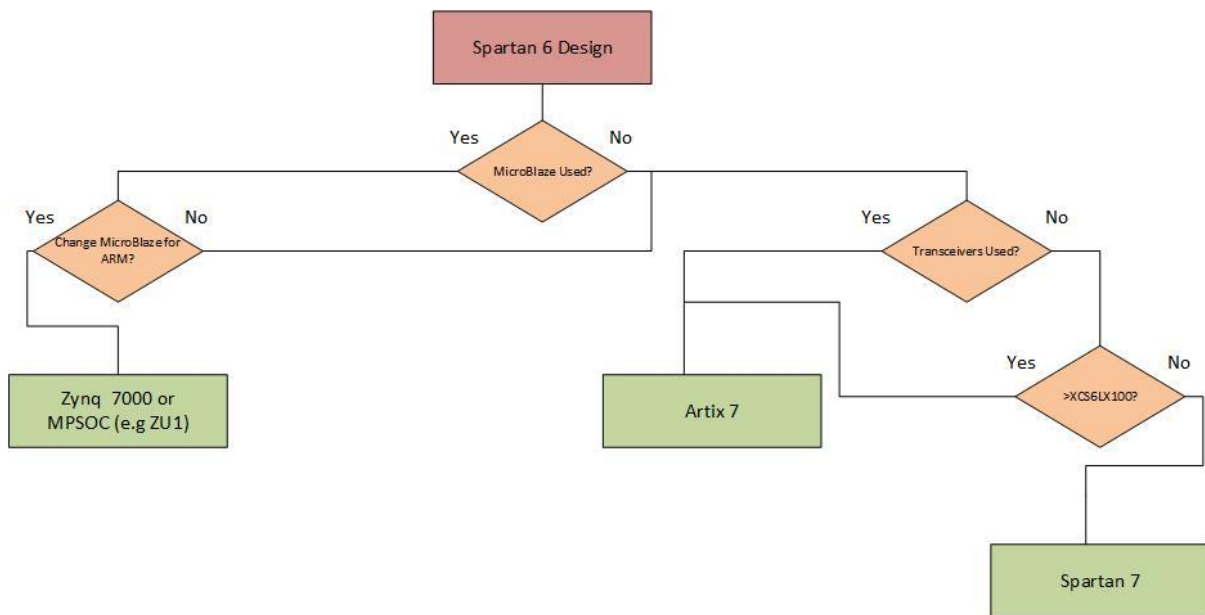 Spartan 6 Design
Yes
No
MicroBlaze Used?
Yes
No
Change MicroBlaze for
ARM?
Yes
No
Transceivers Used?
Zynq 7000 or
MPSOC (e.g ZU1)
Artix 7
Yes
No
>XCS6LX100?
Spartan 7